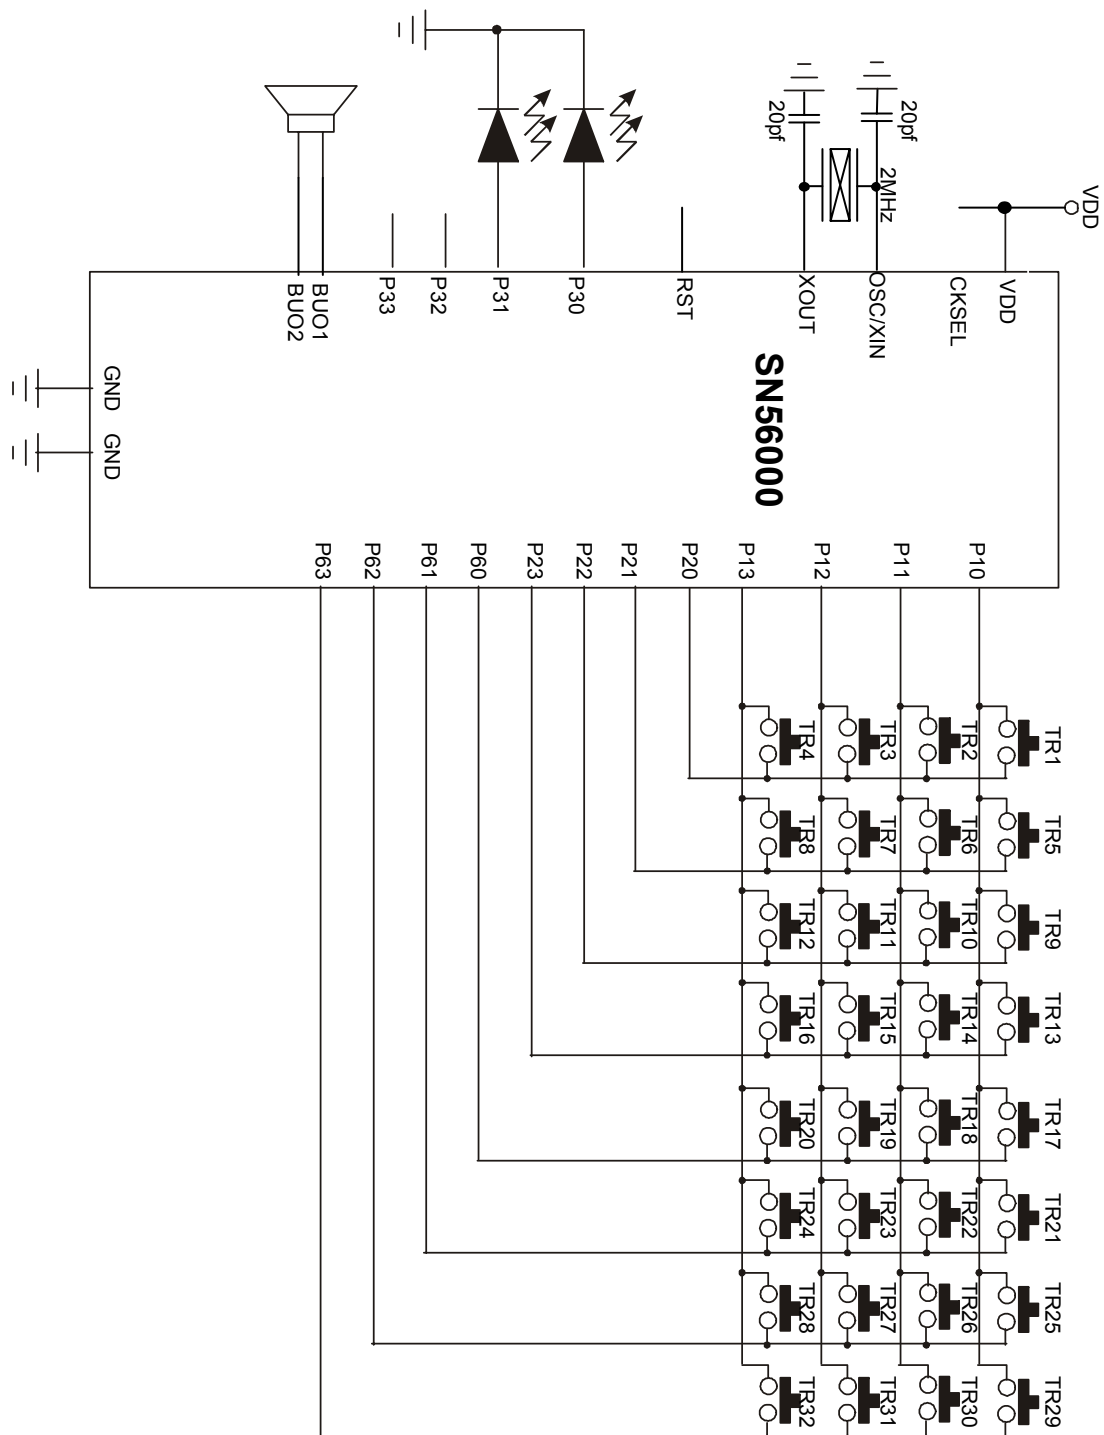 VDD
20pf
20pf
2MHz
VDD
CKSEL
OSC/XIN
XOUT
RST
P30
P31
P32
P33
BUO1
BUO2
SN56000
GND
GND
P10
P11
P12
P13
P20
P21
P22
P23
P60
P61
P62
P63
TR1
TR2
TR3
TR4
TR5
TR6
TR7
TR8
TR9
TR10
TR11
TR12
TR13
TR14
TR15
TR16
TR17
TR18
TR19
TR20
TR21
TR22
TR23
TR24
TR25
TR26
TR27
TR28
TR29
TR30
TR31
TR32